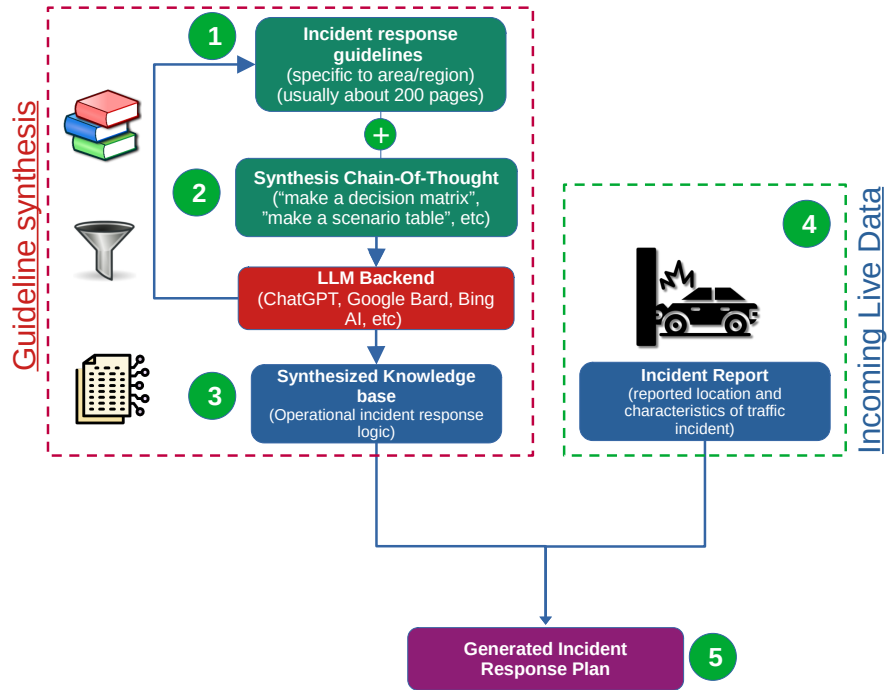 Guideline synthesis
1
Incident response
guidelines
(specific to area/region)
(usually about 200 pages)
+
2
Synthesis Chain-Of-Thought
(“make a decision matrix”,
”make a scenario table”, etc)
LLM Backend
(ChatGPT, Google Bard, Bing
AI, etc)
3
Synthesized Knowledge
base
(Operational incident response
logic)
Incoming Live Data
4
Incident Report
(reported location and
characteristics of traffic
incident)
Generated Incident
Response Plan
5